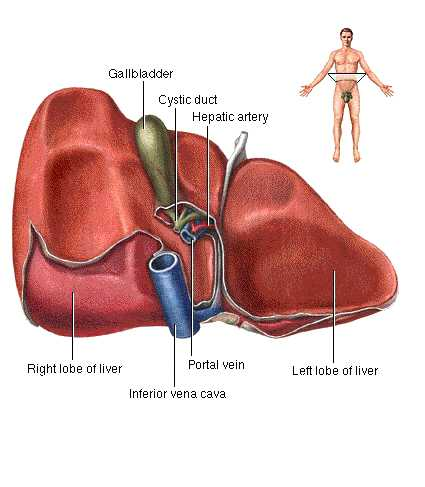 Gallbladder
Cystic duct
Hepatic artery
Portal vein
Right lobe of liver
Left lobe of liver
Inferior vena cava